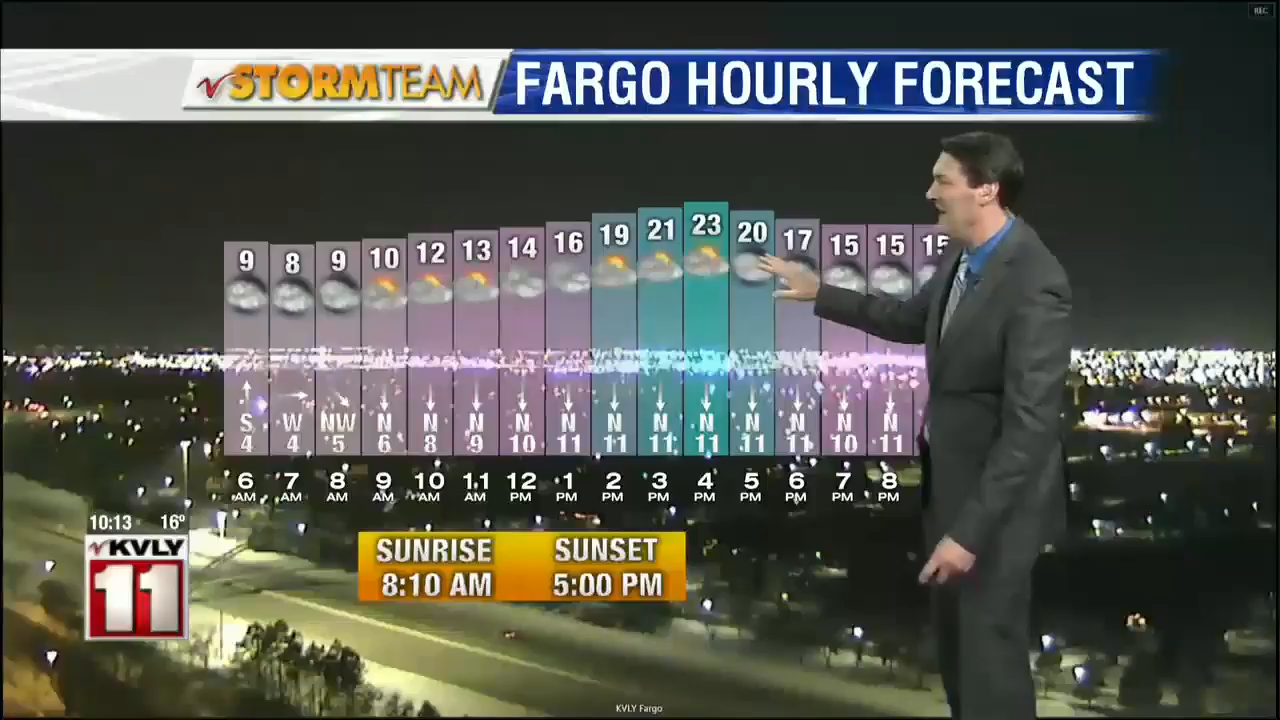 REC
STORMTEAM FARGO HOURLY FORECAST
9 8 9 10 12 13 14 16 19 21 23 20 17 15 15 15
S W NW N N N N N N N N N N N N
4 4 5 6 8 9 10 11 11 11 11 11 11 10 11
6 7 8 9 10 11 12 1 2 3 4 5 6 7 8
AM AM AM AM AM AM PM PM PM PM PM PM PM PM PM
10:13 16°
KVLY
11
SUNRISE SUNSET
8:10 AM 5:00 PM
KVLY Fargo